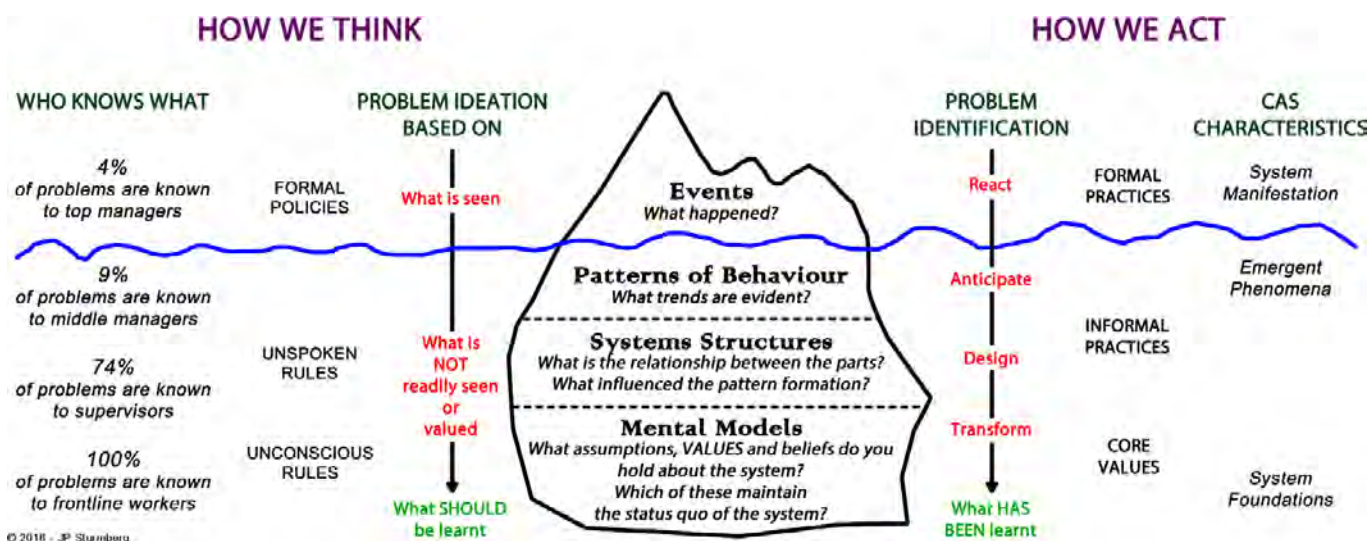 HOW WE THINK
HOW WE ACT
WHO KNOWS WHAT
4%
of problems are known
to top managers
9%
of problems are known
to middle managers
74%
of problems are known
to supervisors
100%
of problems are known
to frontline workers
FORMAL
POLICIES
UNSPOKEN
RULES
UNCONSCIOUS
RULES
PROBLEM IDEATION
BASED ON
What is seen
What is
NOT
readily seen
or
valued
What SHOULD
be learnt
Events
What happened?
Patterns of Behaviour
What trends are evident?
Systems Structures
What is the relationship between the parts?
What influenced the pattern formation?
Mental Models
What assumptions, VALUES and beliefs do you
hold about the system?
Which of these maintain
the status quo of the system?
PROBLEM
IDENTIFICATION
React
Anticipate
Design
Transform
What HAS
BEEN learnt
FORMAL
PRACTICES
INFORMAL
PRACTICES
CORE
VALUES
CAS
CHARACTERISTICS
System
Manifestation
Emergent
Phenomena
System
Foundations
© 2018 - JP Sturmberg